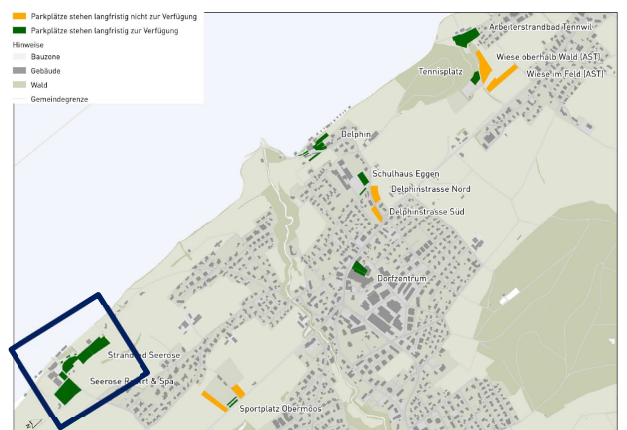 Parkplätze stehen langfristig nicht zur Verfügung
Parkplätze stehen langfristig zur Verfügung
Hinweise
Bauzone
Gebäude
Wald
Gemeindegrenze
Arbeiterstrandbad Tennwil
Wiese oberhalb Wald (AST)
Tennisplatz
Wiese im Feld (AST)
Delphin
Schulhaus Eggen
Delphinstrasse Nord
Delphinstrasse Süd
Dorfzentrum
Strandbad Seerose
Seerose Resort & Spa
Sportplatz Obermoos